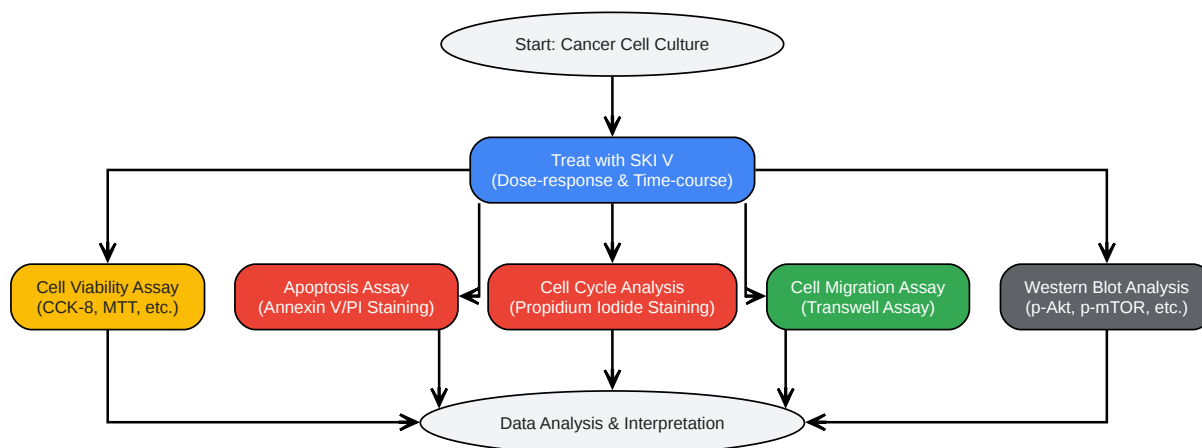 Start: Cancer Cell Culture
Treat with SKI V
(Dose-response & Time-course)
Cell Viability Assay
(CCK-8, MTT, etc.)
Apoptosis Assay
(Annexin V/PI Staining)
Cell Cycle Analysis
(Propidium Iodide Staining)
Cell Migration Assay
(Transwell Assay)
Western Blot Analysis
(p-Akt, p-mTOR, etc.)
Data Analysis & Interpretation